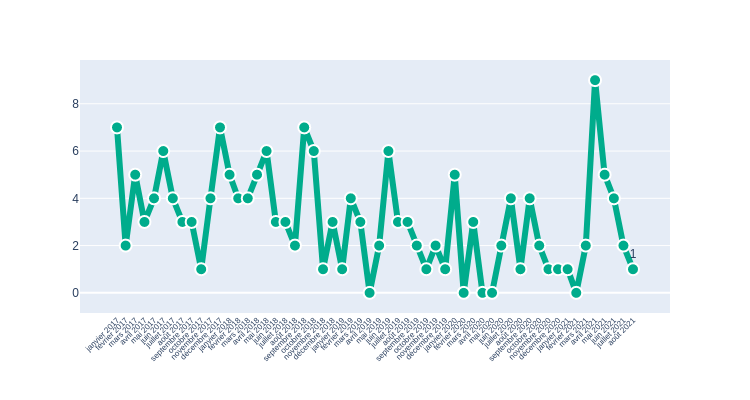 8
6
4
2
0
1
janvier 2017
février 2017
mars 2017
avril 2017
mai 2017
juin 2017
juillet 2017
août 2017
septembre 2017
octobre 2017
novembre 2017
décembre 2017
janvier 2018
février 2018
mars 2018
avril 2018
mai 2018
juin 2018
juillet 2018
août 2018
septembre 2018
octobre 2018
novembre 2018
décembre 2018
janvier 2019
février 2019
mars 2019
avril 2019
mai 2019
juin 2019
juillet 2019
août 2019
septembre 2019
octobre 2019
novembre 2019
décembre 2019
janvier 2020
février 2020
mars 2020
avril 2020
mai 2020
juin 2020
juillet 2020
août 2020
septembre 2020
octobre 2020
novembre 2020
décembre 2020
janvier 2021
février 2021
mars 2021
avril 2021
mai 2021
juin 2021
juillet 2021
août 2021